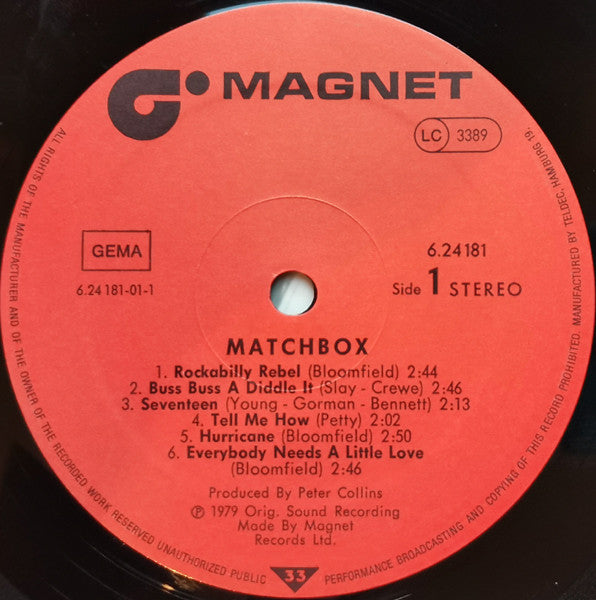 MAGNET
LC 3389
GEMA
6.24181
6.24 181-01-1
Side 1 STEREO
MATCHBOX
1. Rockabilly Rebel (Bloomfield) 2:44
2. Buss Buss A Diddle It (Slay - Crewe) 2:46
3. Seventeen (Young - Gorman - Bennett) 2:13
4. Tell Me How (Petty) 2:02
5. Hurricane (Bloomfield) 2:50
6. Everybody Needs A Little Love
(Bloomfield) 2:46
Produced By Peter Collins
℗ 1979 Orig. Sound Recording
Made By Magnet
Records Ltd.
33
ALL RIGHTS OF THE MANUFACTURER AND OF THE OWNER OF THE RECORDED WORK RESERVED UNAUTHORIZED PUBLIC PERFORMANCE BROADCASTING AND COPYING OF THIS RECORD PROHIBITED. MANUFACTURED BY TELDEC, HAMBURG 19.